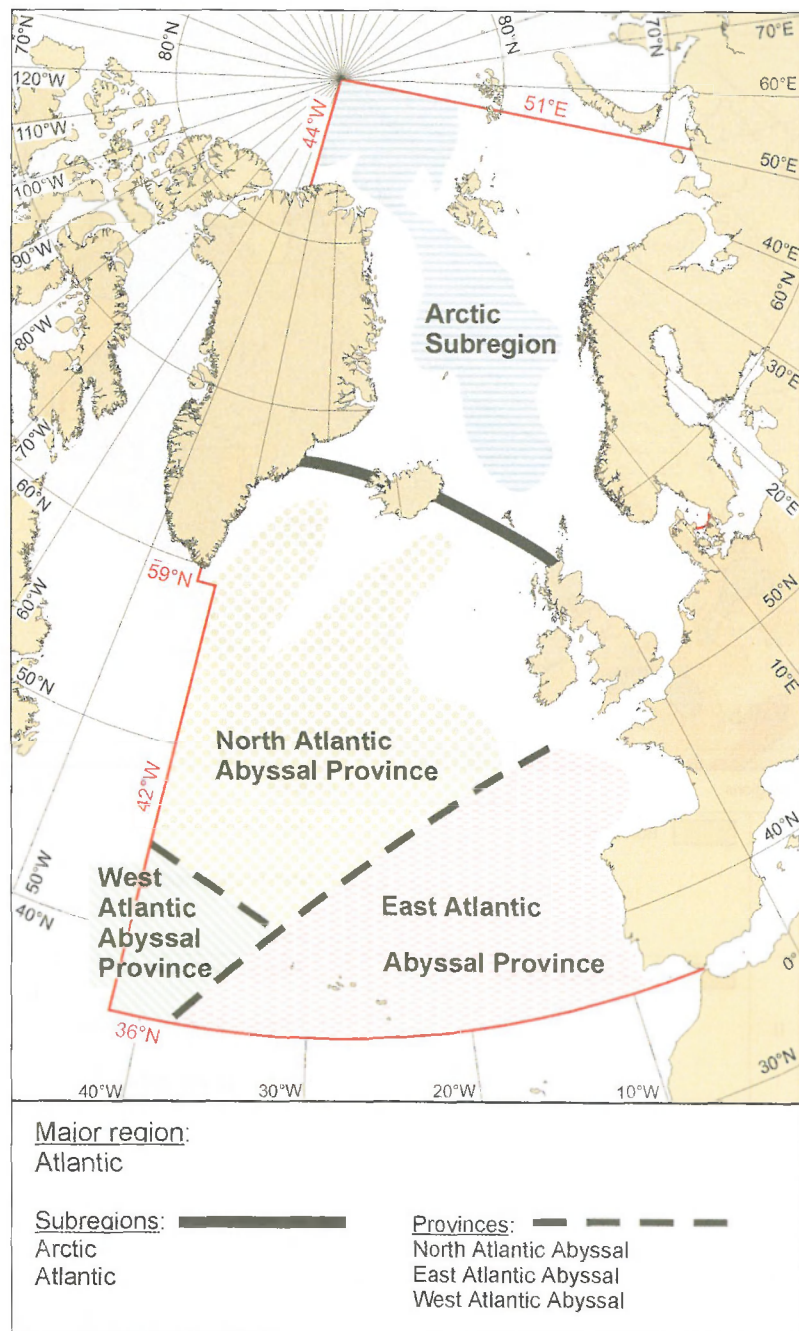 70°N
80°N
80°N
70°N
70°E
120°W
60°E
110°W
44°W
51°E
100°W
50°E
90°W
40°E
80°W
60°N
Arctic
Subregion
30°E
70°W
20°E
60°N
59°N
50°N
60°W
10°E
50°N
North Atlantic
Abyssal Province
42°W
40°N
50°W
West
Atlantic
Abyssal
Province
East Atlantic
Abyssal Province
40°N
0°
36°N
30°N
40°W
30°W
20°W
10°W
Major region:
Atlantic
Subregions:
Arctic
Atlantic
Provinces:
North Atlantic Abyssal
East Atlantic Abyssal
West Atlantic Abyssal